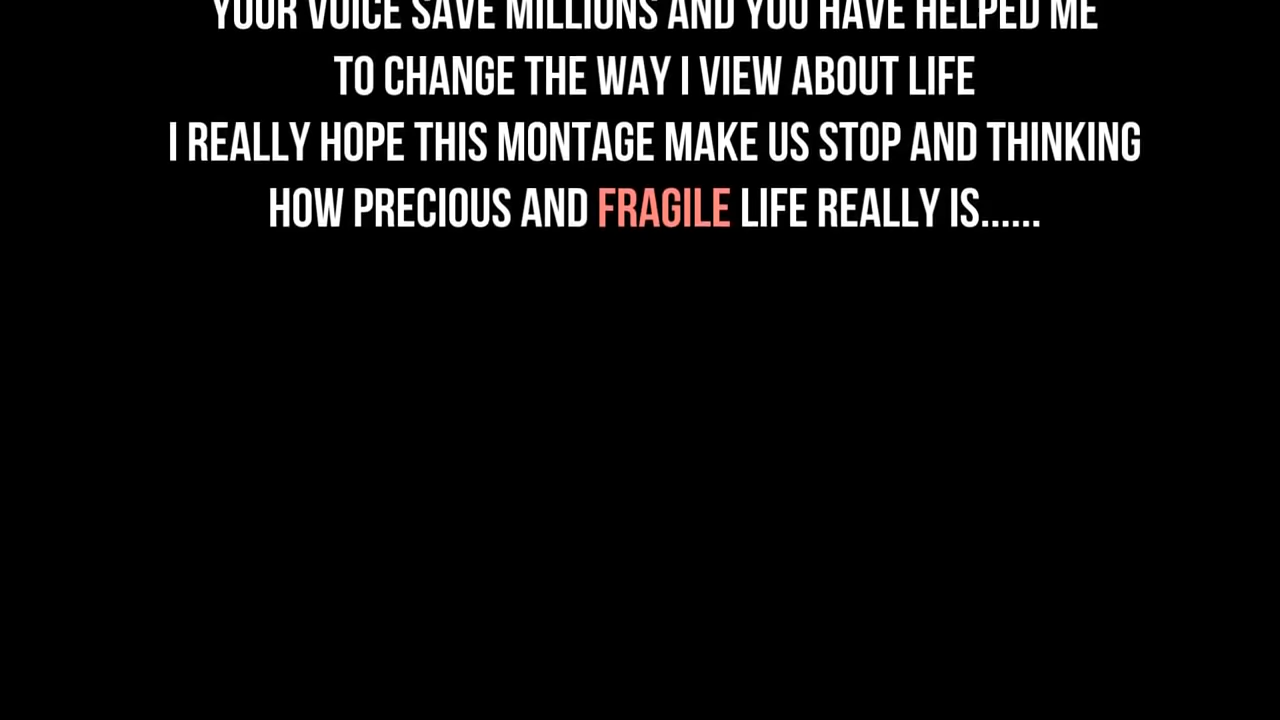 YOUR VOICE SAVE MILLIONS AND YOU HAVE HELPED ME
TO CHANGE THE WAY I VIEW ABOUT LIFE
I REALLY HOPE THIS MONTAGE MAKE US STOP AND THINKING
HOW PRECIOUS AND FRAGILE LIFE REALLY IS......